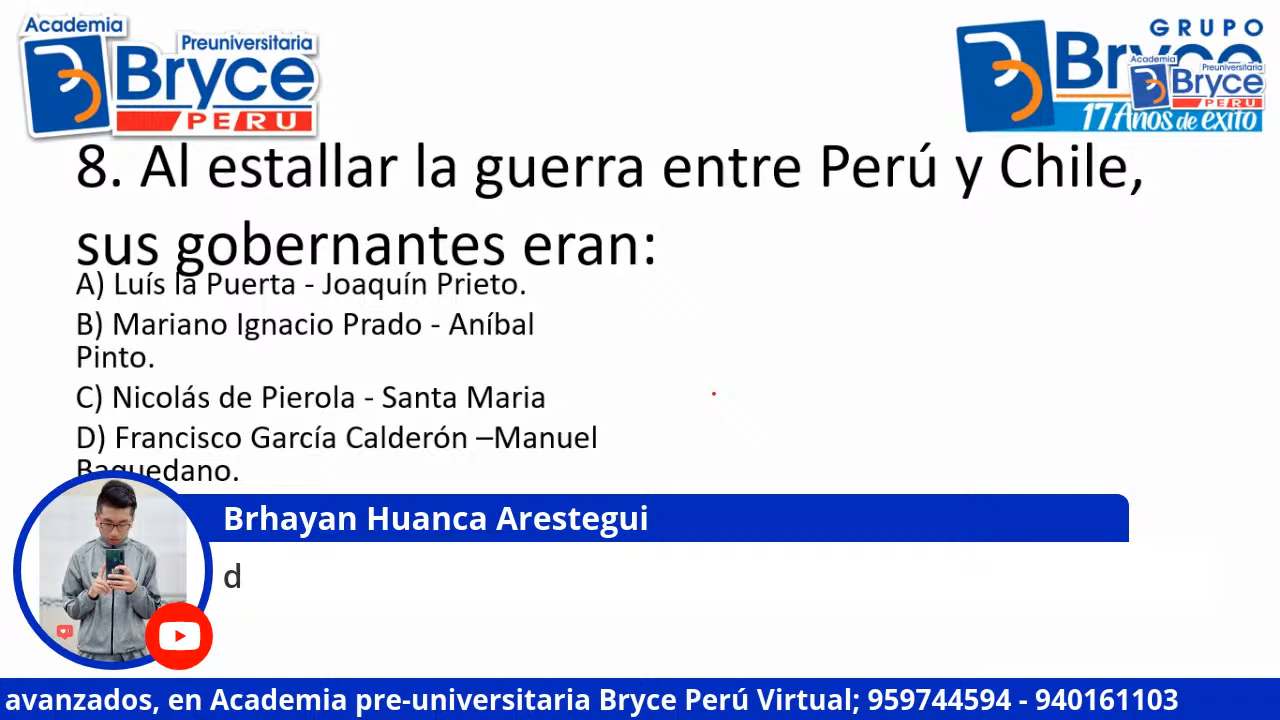 Academia
Preuniversitaria
Bryce
PERU
GRUPO
Bryce
Academia
Preuniversitaria
Bryce
PERU
17 Años de éxito
8. Al estallar la guerra entre Perú y Chile,
sus gobernantes eran:
A) Luís la Puerta - Joaquín Prieto.
B) Mariano Ignacio Prado - Aníbal
Pinto.
C) Nicolás de Pierola - Santa Maria
D) Francisco García Calderón –Manuel
Baquedano.
Brhayan Huanca Arestegui
d
avanzados, en Academia pre-universitaria Bryce Perú Virtual; 959744594 - 940161103